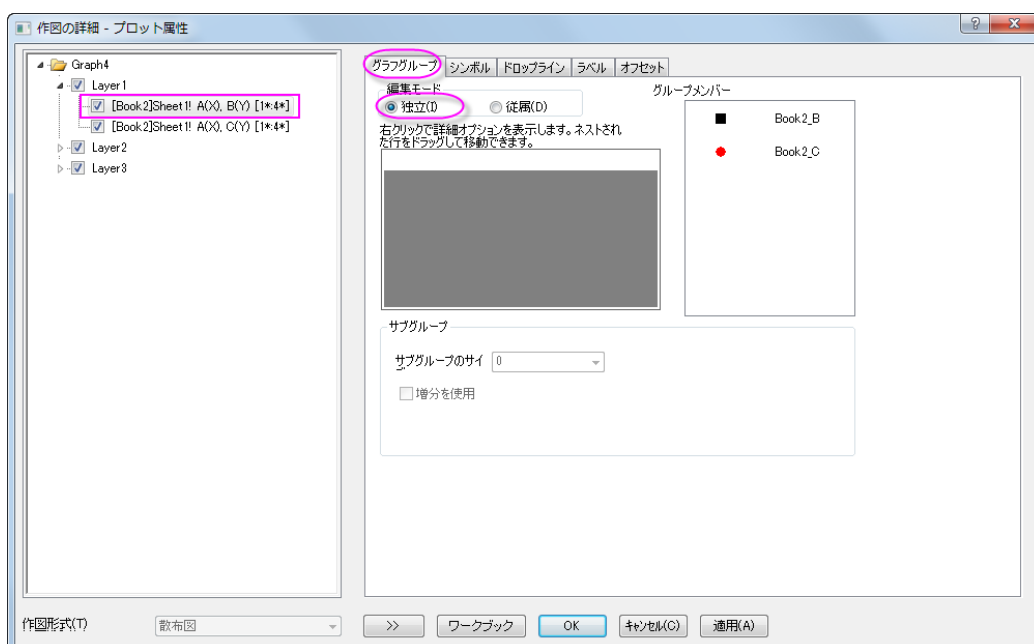 作図の詳細 - プロット属性
Graph4
Layer1
[Book2]Sheet1! A(X), B(Y) [1*:4*]
[Book2]Sheet1! A(X), C(Y) [1*:4*]
Layer2
Layer3
グラフグループ シンボル ドロップライン ラベル オフセット
編集モード
独立(I) 従属(D)
右クリックで詳細オプションを表示します。ネストされ
た行をドラッグして移動できます。
グループメンバー
Book2_B
Book2_C
サブグループ
サブグループのサイ 0
増分を使用
作図形式(T) 散布図 >> ワークブック OK キャンセル(C) 適用(A)